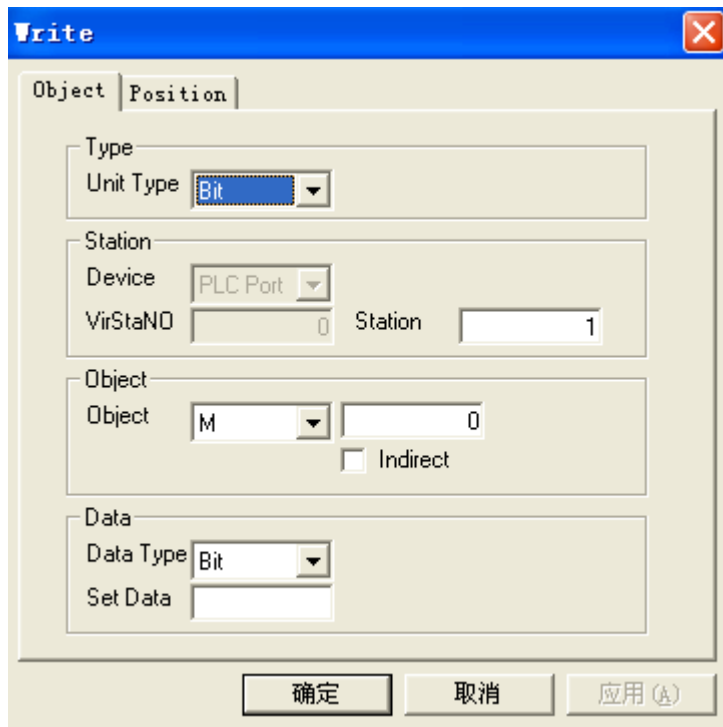 Write
Object Position
Type
Unit Type Bit
Station
Device PLC Port
VirStaNO 0 Station 1
Object
Object M 0
Indirect
Data
Data Type Bit
Set Data
确定 取消 应用(A)